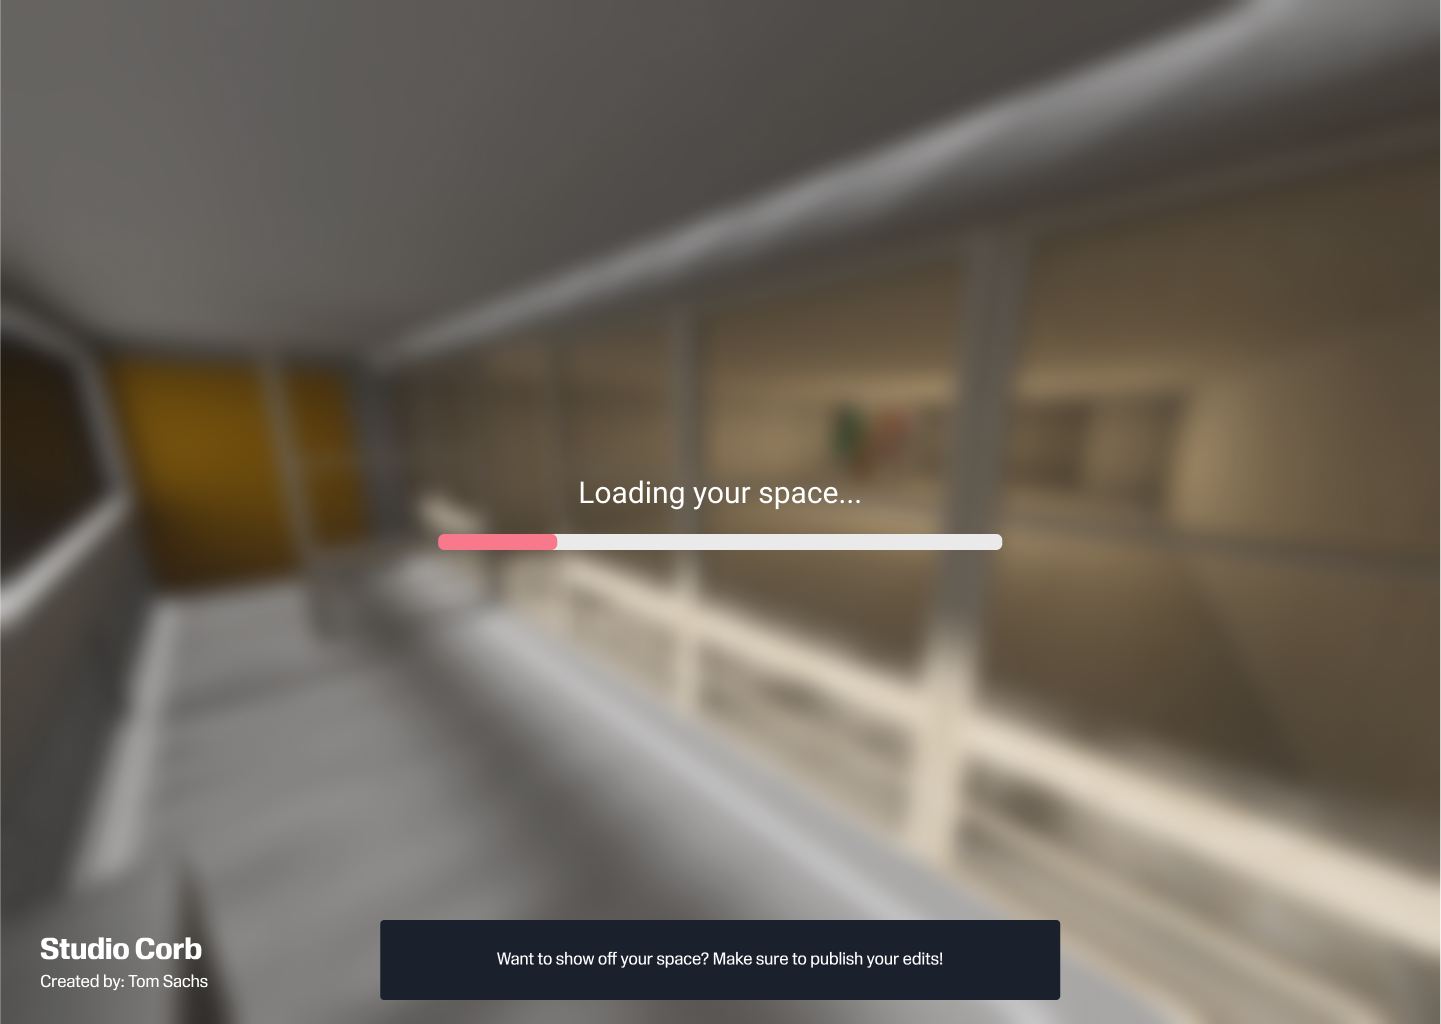 Loading your space...
Studio Corb
Created by: Tom Sachs
Want to show off your space? Make sure to publish your edits!